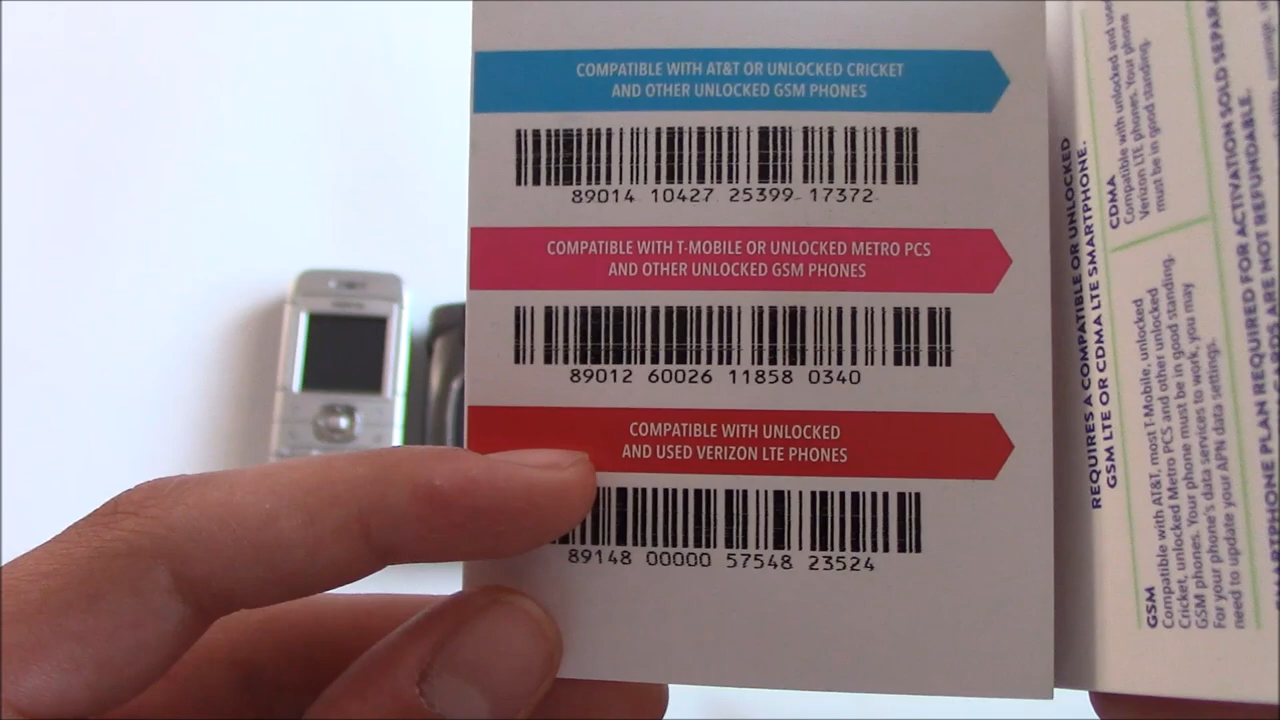 COMPATIBLE WITH AT&T OR UNLOCKED CRICKET
AND OTHER UNLOCKED GSM PHONES
89014 10427 25399 17372
COMPATIBLE WITH T-MOBILE OR UNLOCKED METRO PCS
AND OTHER UNLOCKED GSM PHONES
89012 60026 11858 0340
COMPATIBLE WITH UNLOCKED
AND USED VERIZON LTE PHONES
89148 00000 57548 23524
REQUIRES A COMPATIBLE OR UNLOCKED
GSM LTE OR CDMA LTE SMARTPHONE.
GSM
Compatible with AT&T, most T-Mobile, unlocked
Cricket, unlocked Metro PCS and other unlocked
GSM phones. Your phone must be in good standing.
For your phone's data services to work, you may
need to update your APN data settings.
CDMA
Compatible with unlocked and used
Verizon LTE phones. Your phone
must be in good standing.
SMARTPHONE PLAN REQUIRED FOR ACTIVATION SOLD
ARE NOT REFUNDABLE.